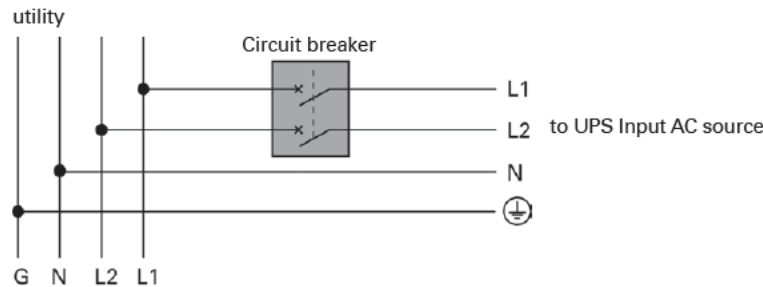 utility
Circuit breaker
L1
L2 to UPS Input AC source
N
G N L2 L1